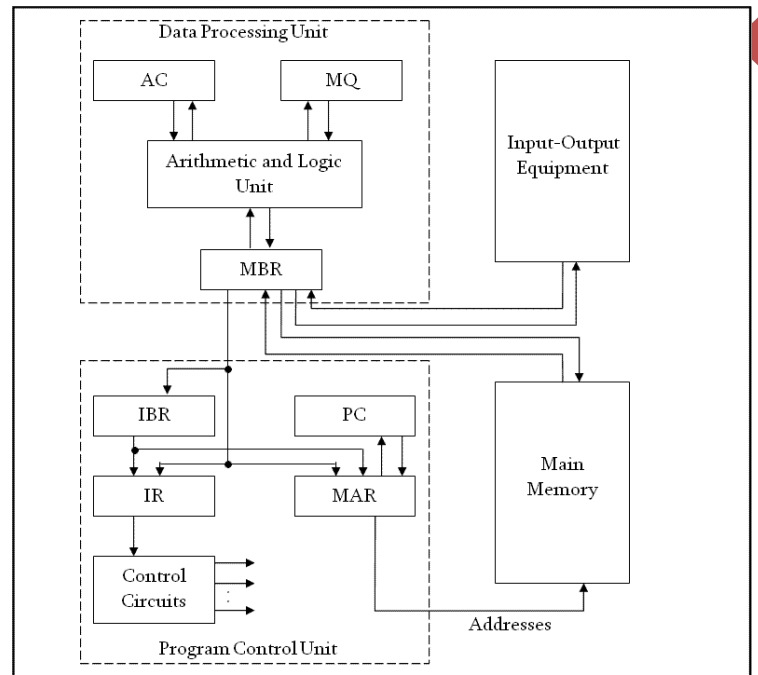 Data Processing Unit
AC
MQ
Input-Output
Equipment
Arithmetic and Logic
Unit
MBR
IBR
PC
Main
Memory
IR
MAR
Control
Circuits
:
Addresses
Program Control Unit